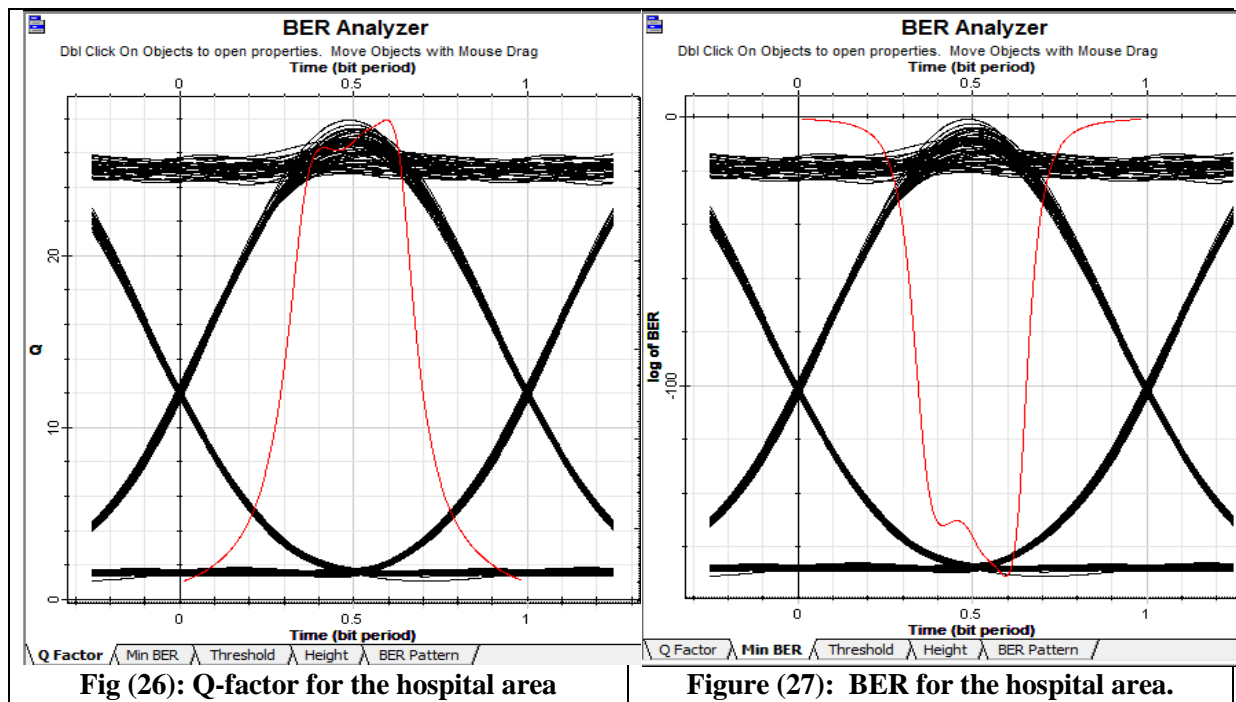 BER Analyzer
Dbl Click On Objects to open properties. Move Objects with Mouse Drag
Time (bit period)
0 0.5 1
Q
20
10
0
0 0.5 1
Time (bit period)
Q Factor Min BER Threshold Height BER Pattern
Fig (26): Q-factor for the hospital area
BER Analyzer
Dbl Click On Objects to open properties. Move Objects with Mouse Drag
Time (bit period)
0 0.5 1
log of BER
0
-100
0 0.5 1
Time (bit period)
Q Factor Min BER Threshold Height BER Pattern
Figure (27): BER for the hospital area.